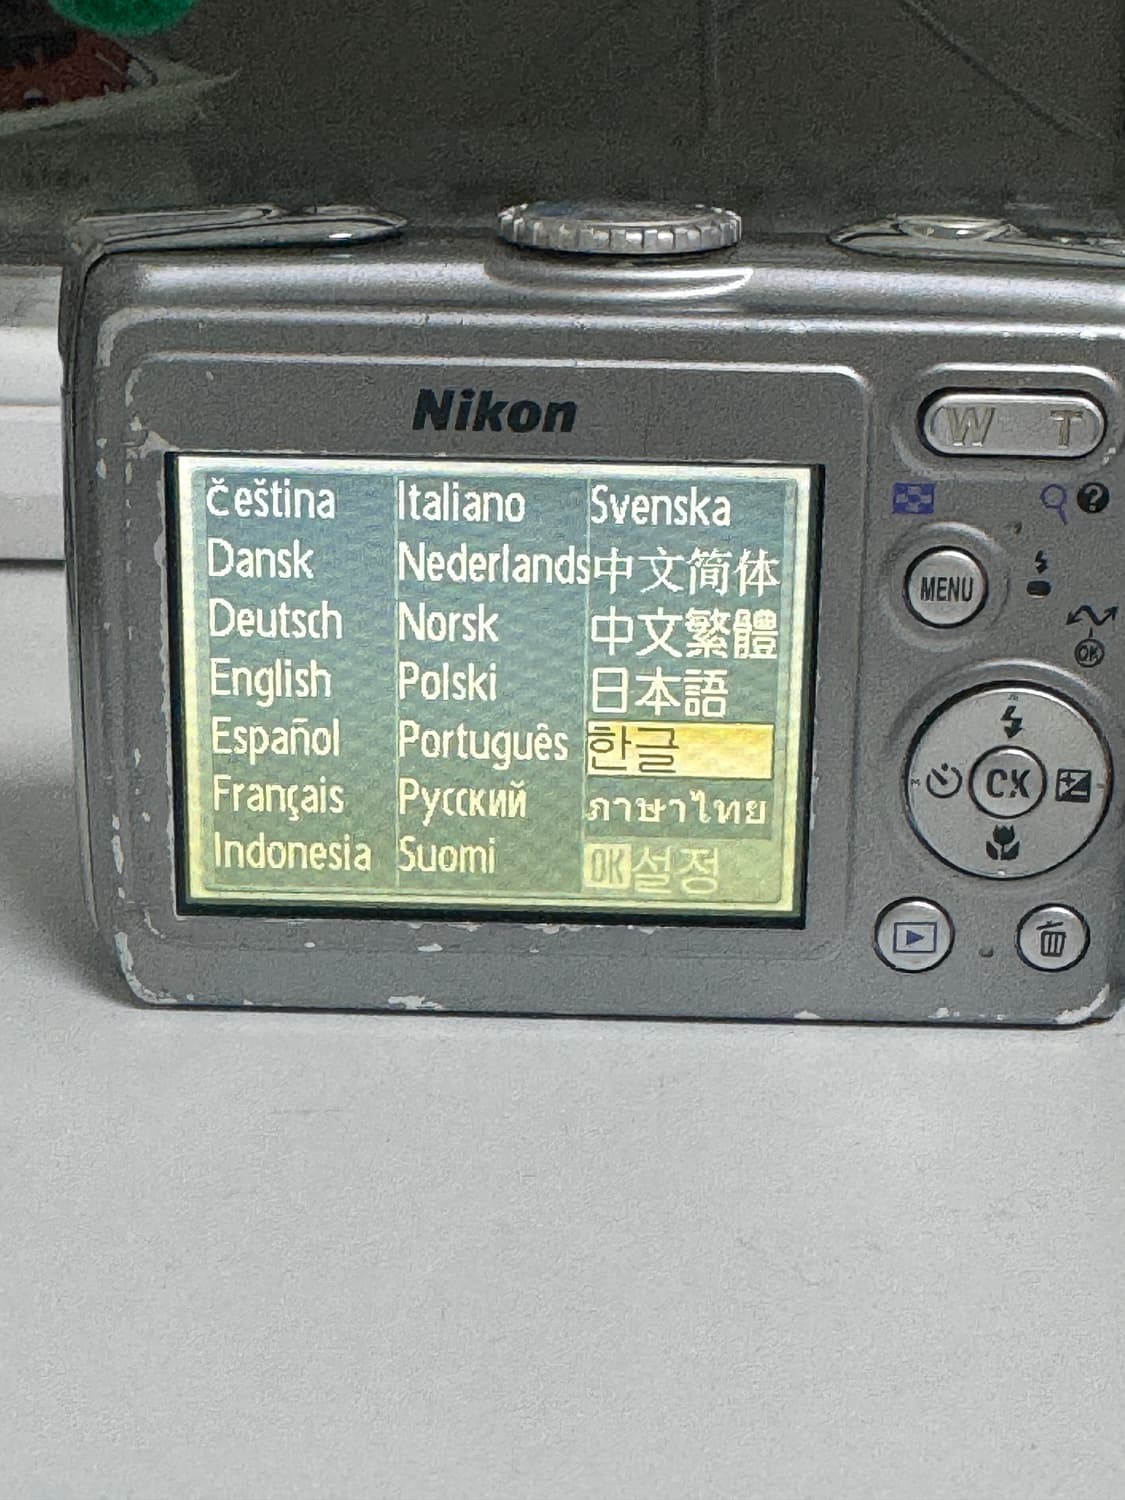 Nikon
W T
Čeština
Dansk
Deutsch
English
Español
Français
Indonesia
Italiano
Nederlands
Norsk
Polski
Português
Русский
Suomi
Svenska
中文简体
中文繁體
日本語
한글
ภาษาไทย
OK설정
?
MENU
OK
OK